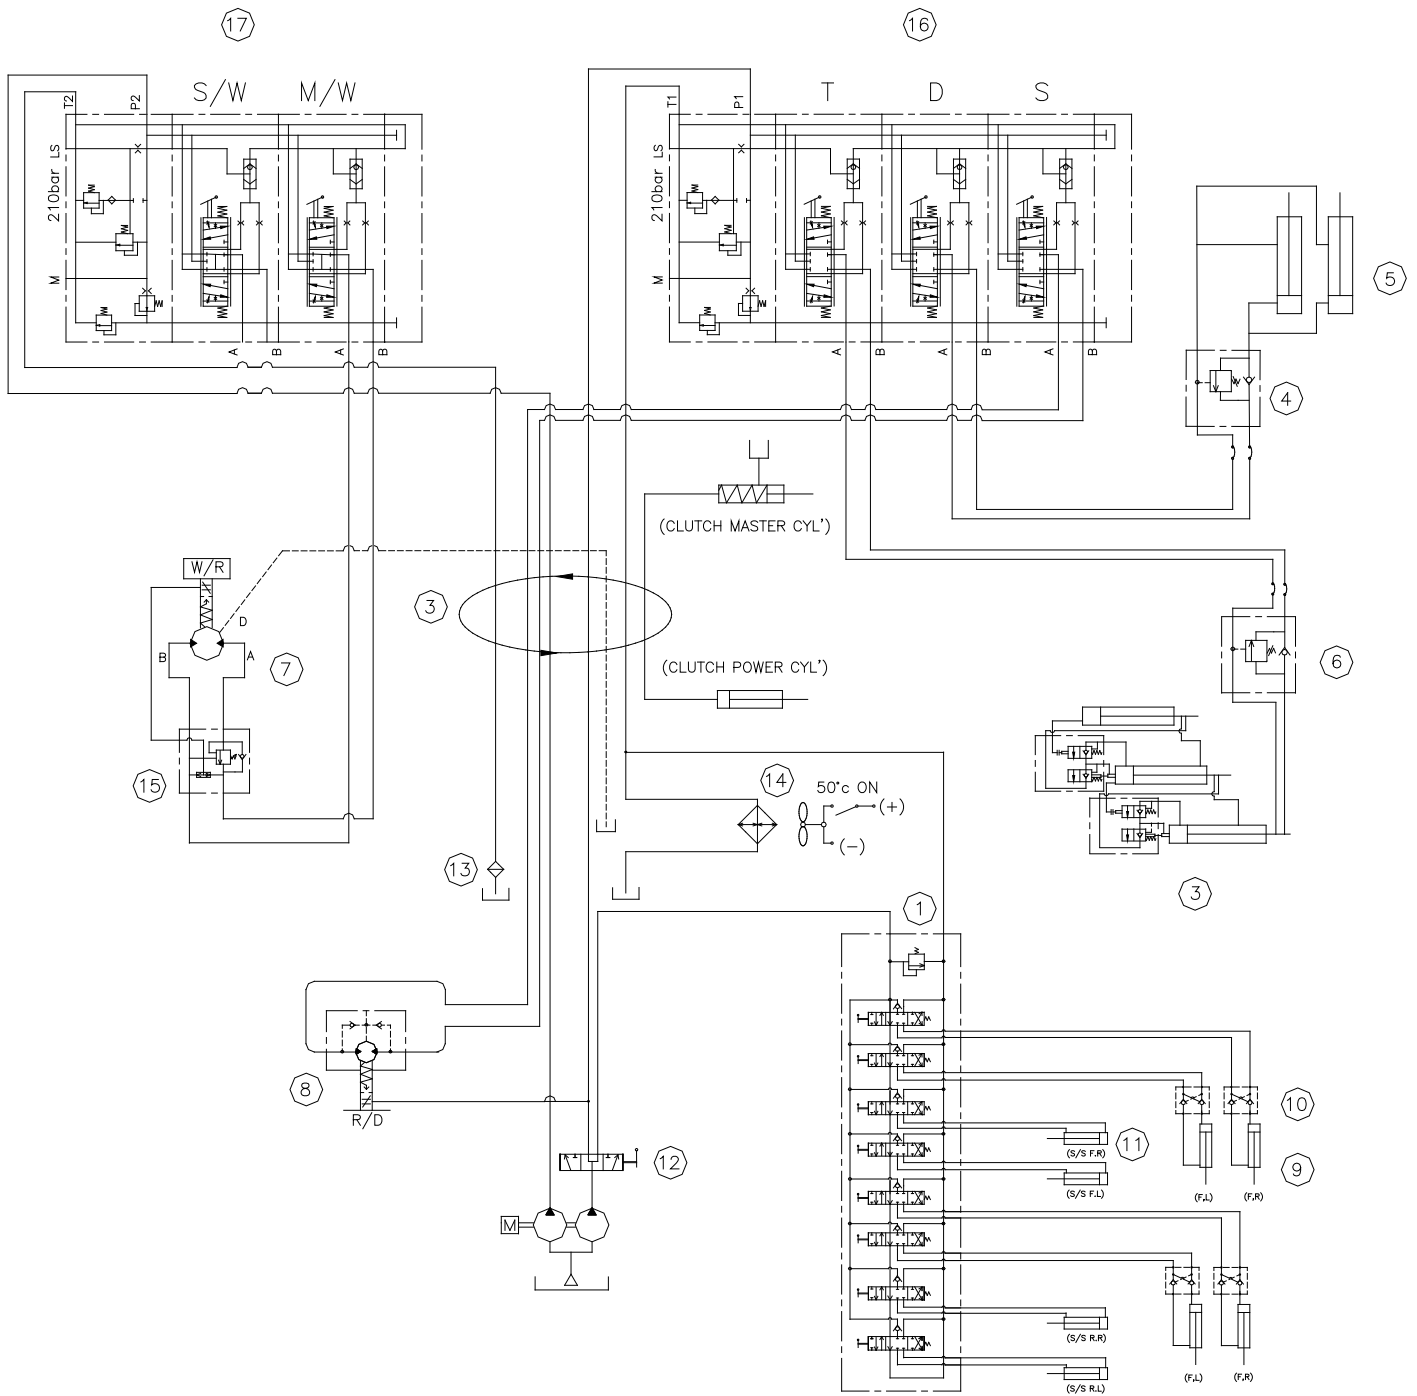 17
16
S/W
M/W
T
D
S
T2
P2
T1
P1
210bar LS
210bar LS
M
M
A
B
A
B
A
B
A
B
A
B
5
4
(CLUTCH MASTER CYL')
W/R
D
3
B
A
7
(CLUTCH POWER CYL')
6
15
14
50°c ON
(+)
(-)
13
3
1
8
R/D
10
11
(S/S F.R)
12
9
(S/S F.L)
(F.L)
(F.R)
M
(S/S R.R)
(F.L)
(F.R)
(S/S R.L)